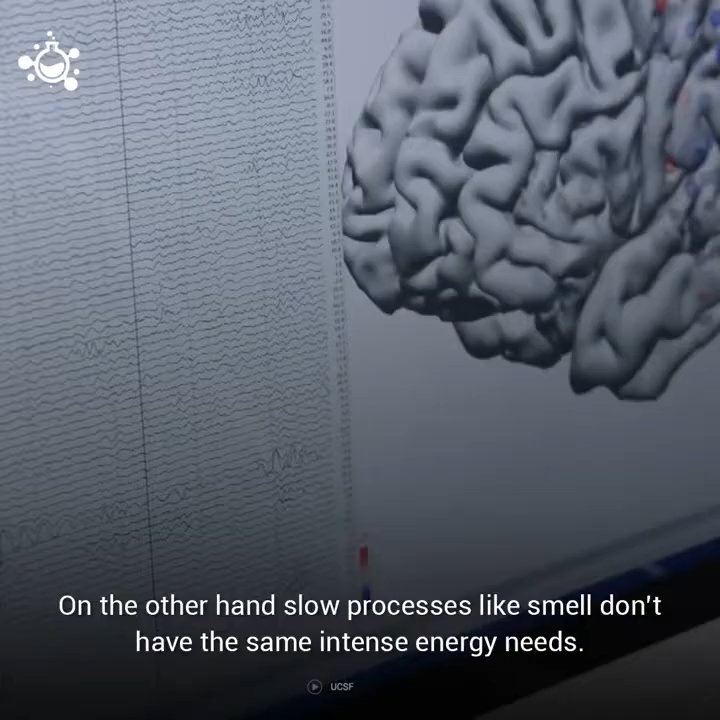 On the other hand slow processes like smell don't
have the same intense energy needs.
UCSF